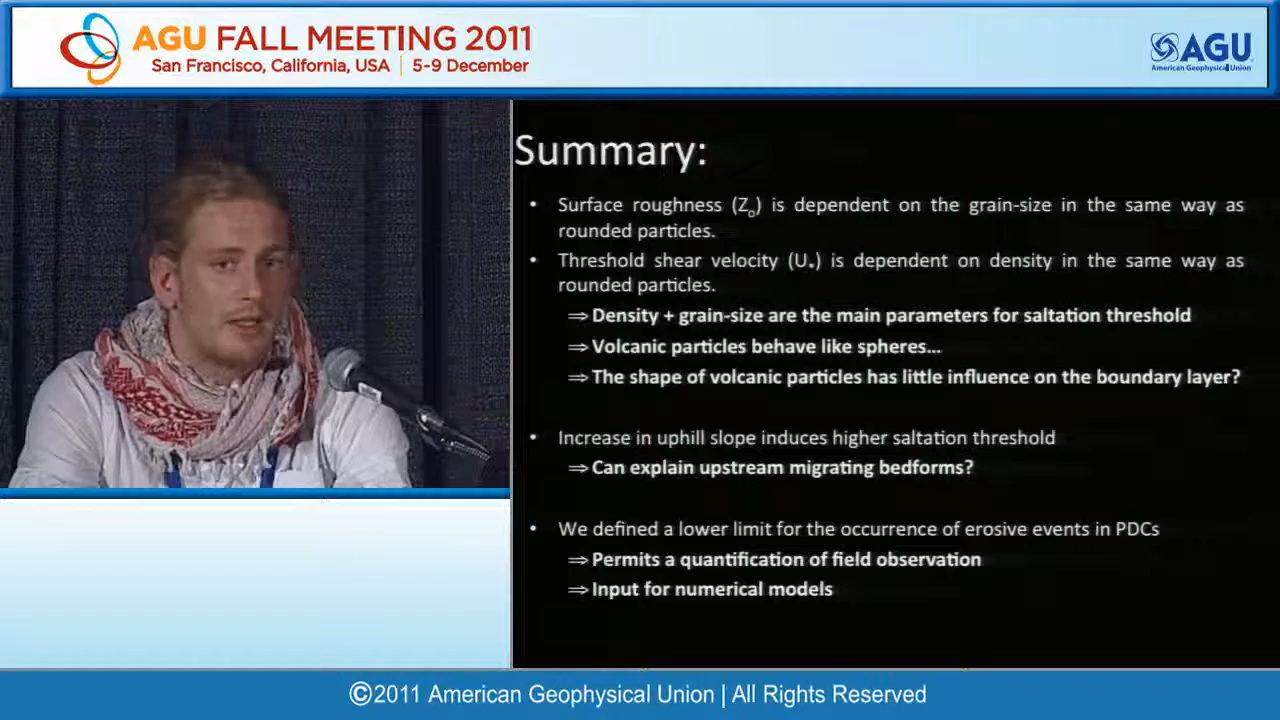 AGU FALL MEETING 2011
San Francisco, California, USA | 5-9 December
AGU
American Geophysical Union
Summary:
• Surface roughness (Zo) is dependent on the grain-size in the same way as
rounded particles.
• Threshold shear velocity (U*) is dependent on density in the same way as
rounded particles.
⇒ Density + grain-size are the main parameters for saltation threshold
⇒ Volcanic particles behave like spheres…
⇒ The shape of volcanic particles has little influence on the boundary layer?
• Increase in uphill slope induces higher saltation threshold
⇒ Can explain upstream migrating bedforms?
• We defined a lower limit for the occurrence of erosive events in PDCs
⇒ Permits a quantification of field observation
⇒ Input for numerical models
©2011 American Geophysical Union | All Rights Reserved